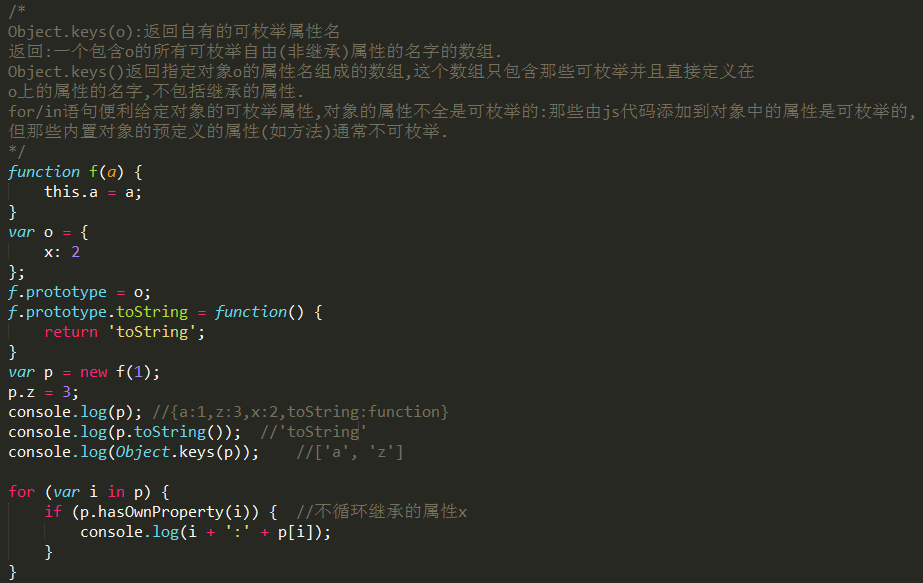 /*
Object.keys(o):返回自有的可枚举属性名
返回:一个包含o的所有可枚举自由(非继承)属性的名字的数组.
Object.keys()返回指定对象o的属性名组成的数组,这个数组只包含那些可枚举并且直接定义在
o上的属性的名字,不包括继承的属性.
for/in语句便利给定对象的可枚举属性,对象的属性不全是可枚举的:那些由js代码添加到对象中的属性是可枚举的,
但那些内置对象的预定义的属性(如方法)通常不可枚举.
*/
function f(a) {
    this.a = a;
}
var o = {
    x: 2
};
f.prototype = o;
f.prototype.toString = function() {
    return 'toString';
}
var p = new f(1);
p.z = 3;
console.log(p); //{a:1,z:3,x:2,toString:function}
console.log(p.toString());  //'toString'
console.log(Object.keys(p));    //['a', 'z']
for (var i in p) {
    if (p.hasOwnProperty(i)) {  //不循环继承的属性x
        console.log(i + ':' + p[i]);
    }
}